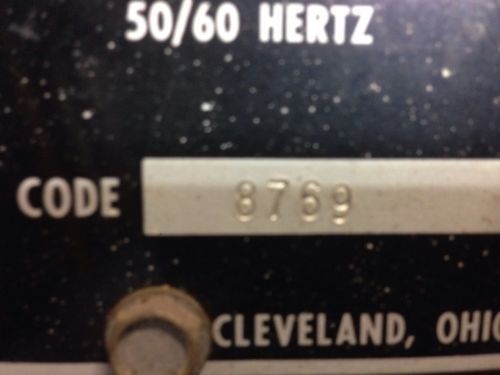 50/60 HERTZ
CODE 8769
CLEVELAND, OHIO